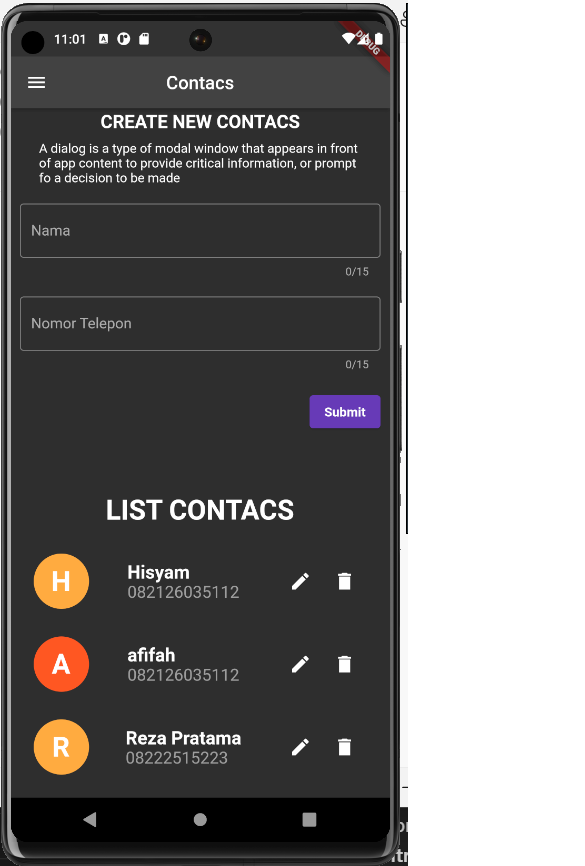 11:01
DEBUG
Contacs
CREATE NEW CONTACS
A dialog is a type of modal window that appears in front
of app content to provide critical information, or prompt
fo a decision to be made
Nama
0/15
Nomor Telepon
0/15
Submit
LIST CONTACS
H
Hisyam
082126035112
A
afifah
082126035112
R
Reza Pratama
08222515223